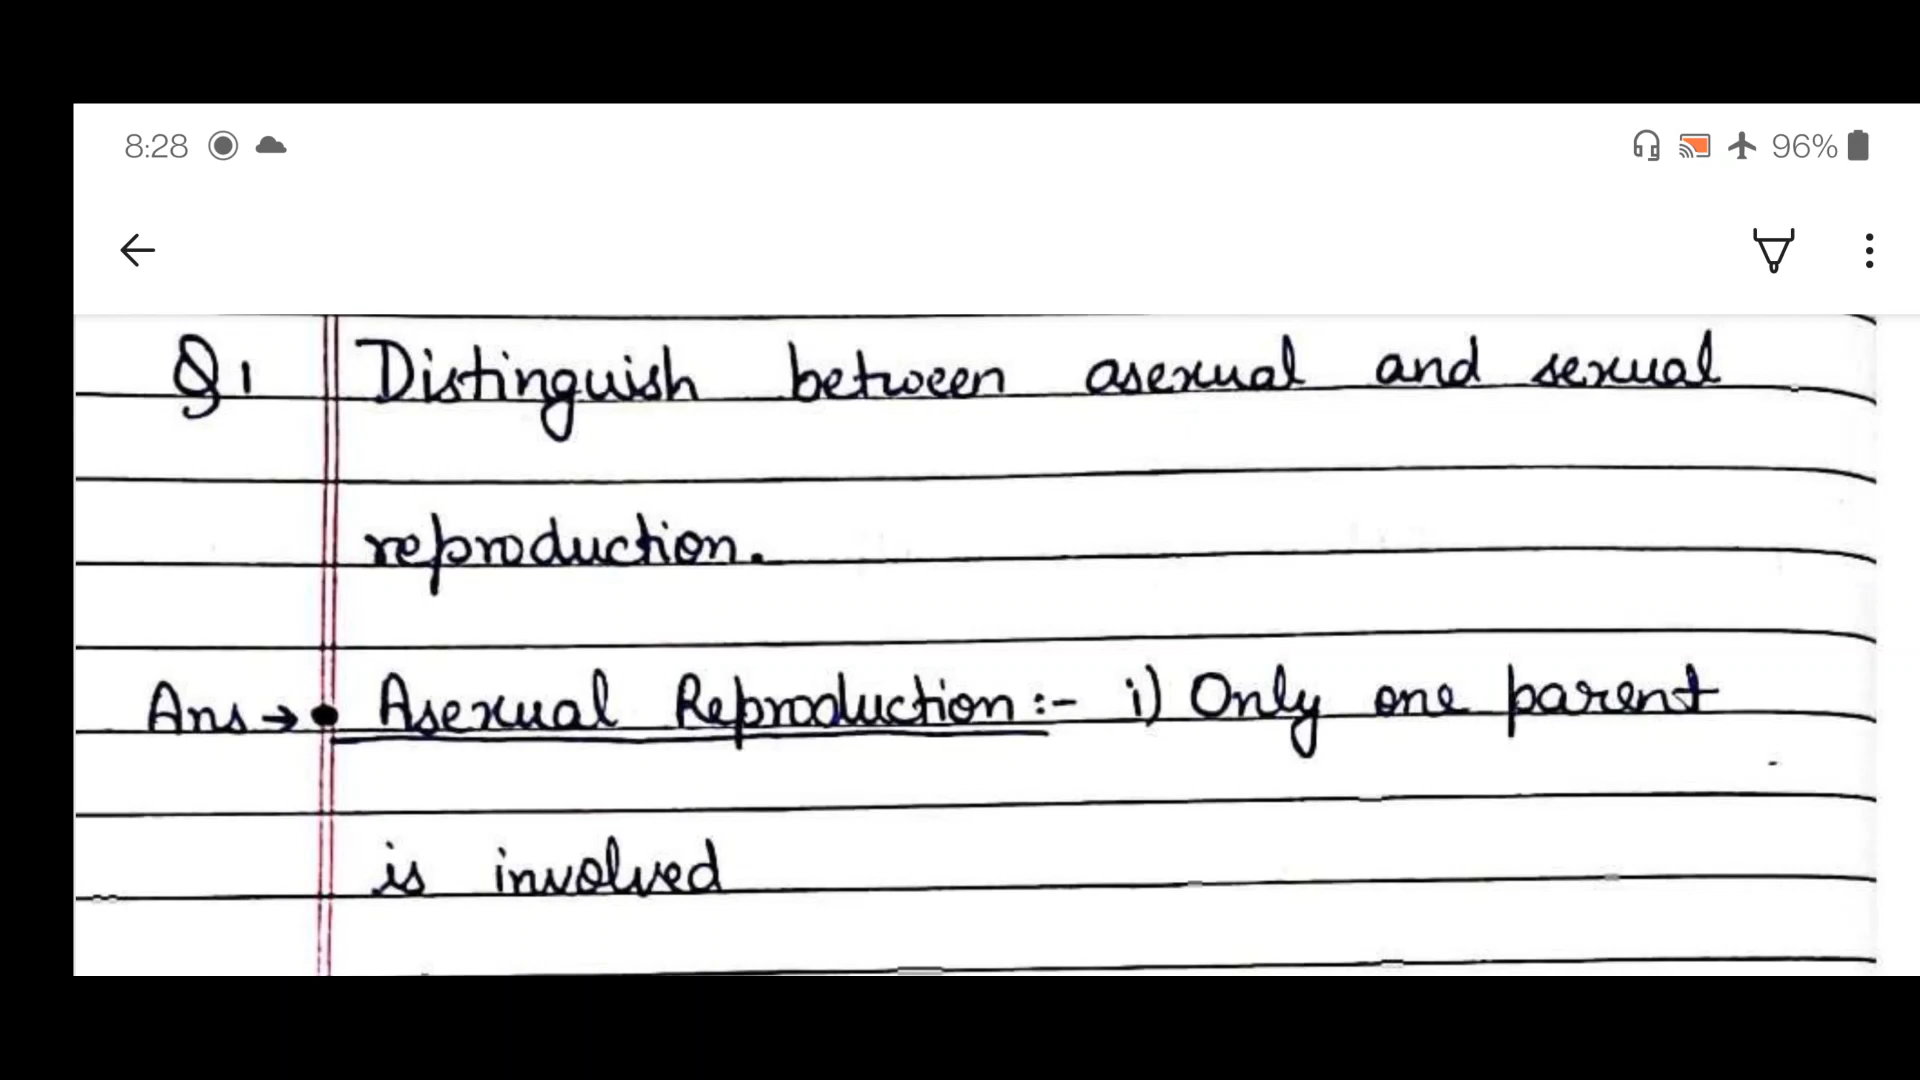 8:28 96%
Q1 Distinguish between asexual and sexual
reproduction.
Ans → • Asexual Reproduction :- i) Only one parent
is involved